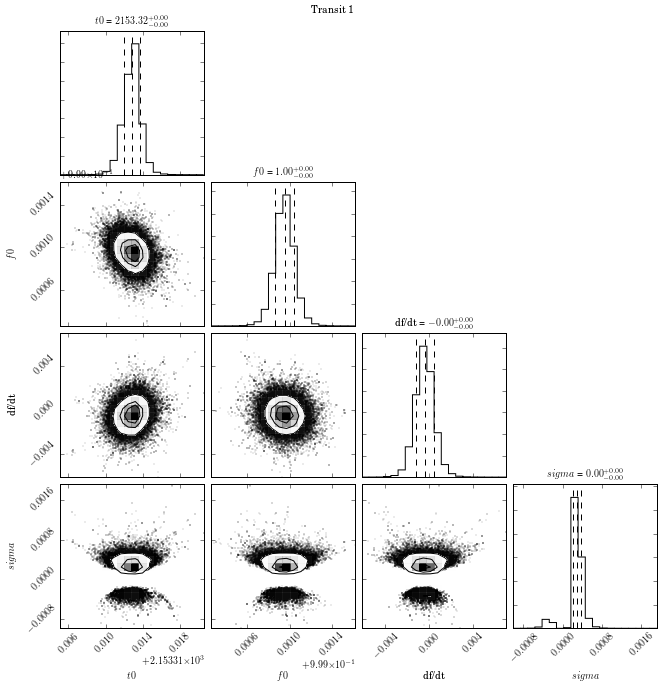 Transit 1
t0 = 2153.32+0.00−0.00
f0 = 1.00+0.00−0.00
0.0014
0.0010
0.0006
f0
df/dt = −0.00+0.00−0.00
0.001
0.000
−0.001
df/dt
sigma = 0.00+0.00−0.00
0.0016
0.0008
0.0000
−0.0008
sigma
0.006 0.010 0.014 0.018
0.0006 0.0010 0.0014
−0.001 0.000 0.001
−0.0008 0.0000 0.0008 0.0016
+2.15331×10³ +9.99×10⁻¹
t0 f0 df/dt sigma